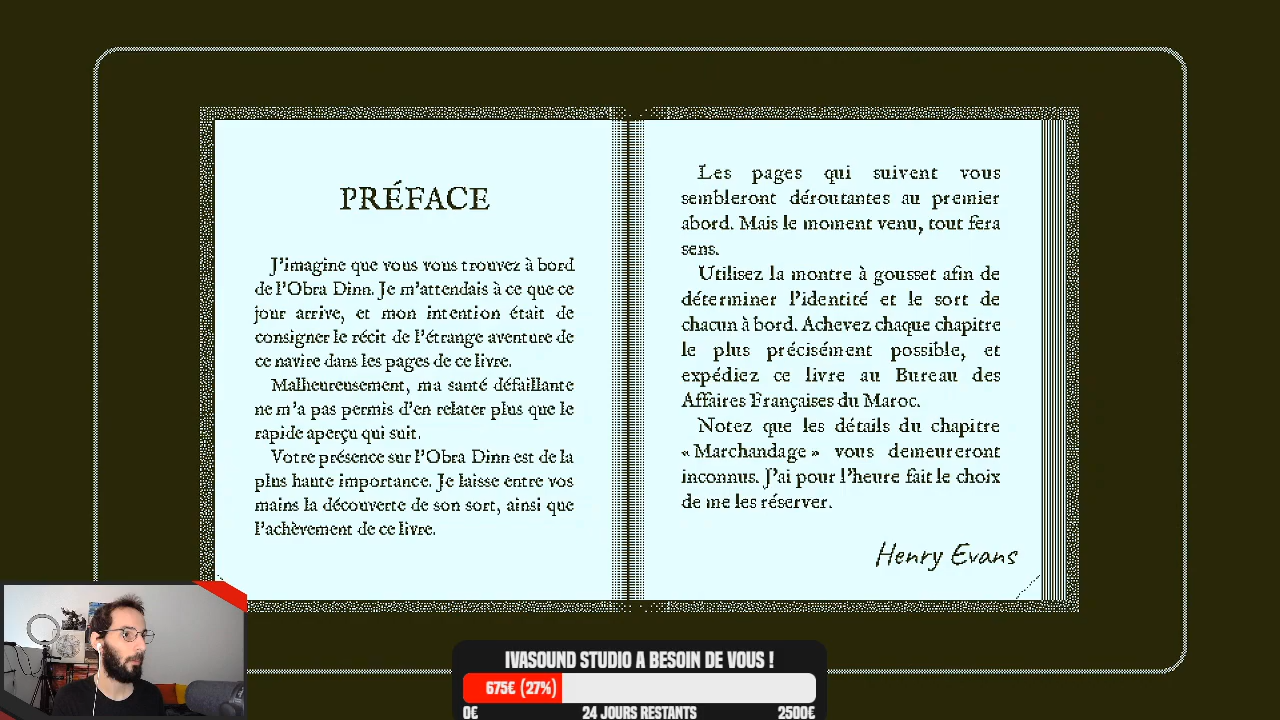 PRÉFACE
J'imagine que vous vous trouvez à bord
de l'Obra Dinn. Je m'attendais à ce que ce
jour arrive, et mon intention était de
consigner le récit de l'étrange aventure de
ce navire dans les pages de ce livre.
Malheureusement, ma santé défaillante
ne m'a pas permis d'en relater plus que le
rapide aperçu qui suit.
Votre présence sur l'Obra Dinn est de la
plus haute importance. Je laisse entre vos
mains la découverte de son sort, ainsi que
l'achèvement de ce livre.
Les pages qui suivent vous
sembleront déroutantes au premier
abord. Mais le moment venu, tout fera
sens.
Utilisez la montre à gousset afin de
déterminer l'identité et le sort de
chacun à bord. Achevez chaque chapitre
le plus précisément possible, et
expédiez ce livre au Bureau des
Affaires Françaises du Maroc.
Notez que les détails du chapitre
« Marchandage » vous demeureront
inconnus. J'ai pour l'heure fait le choix
de me les réserver.
Henry Evans
IVASOUND STUDIO A BESOIN DE VOUS !
675€ (27%)
0€ 24 JOURS RESTANTS 2500€